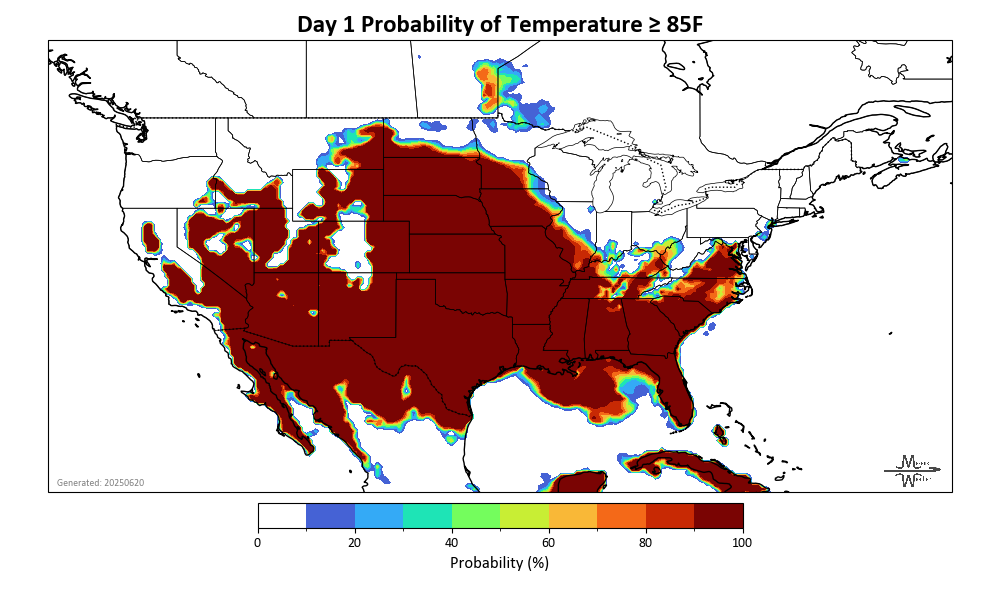 Day 1 Probability of Temperature ≥ 85F
Generated: 20250620
0 20 40 60 80 100
Probability (%)